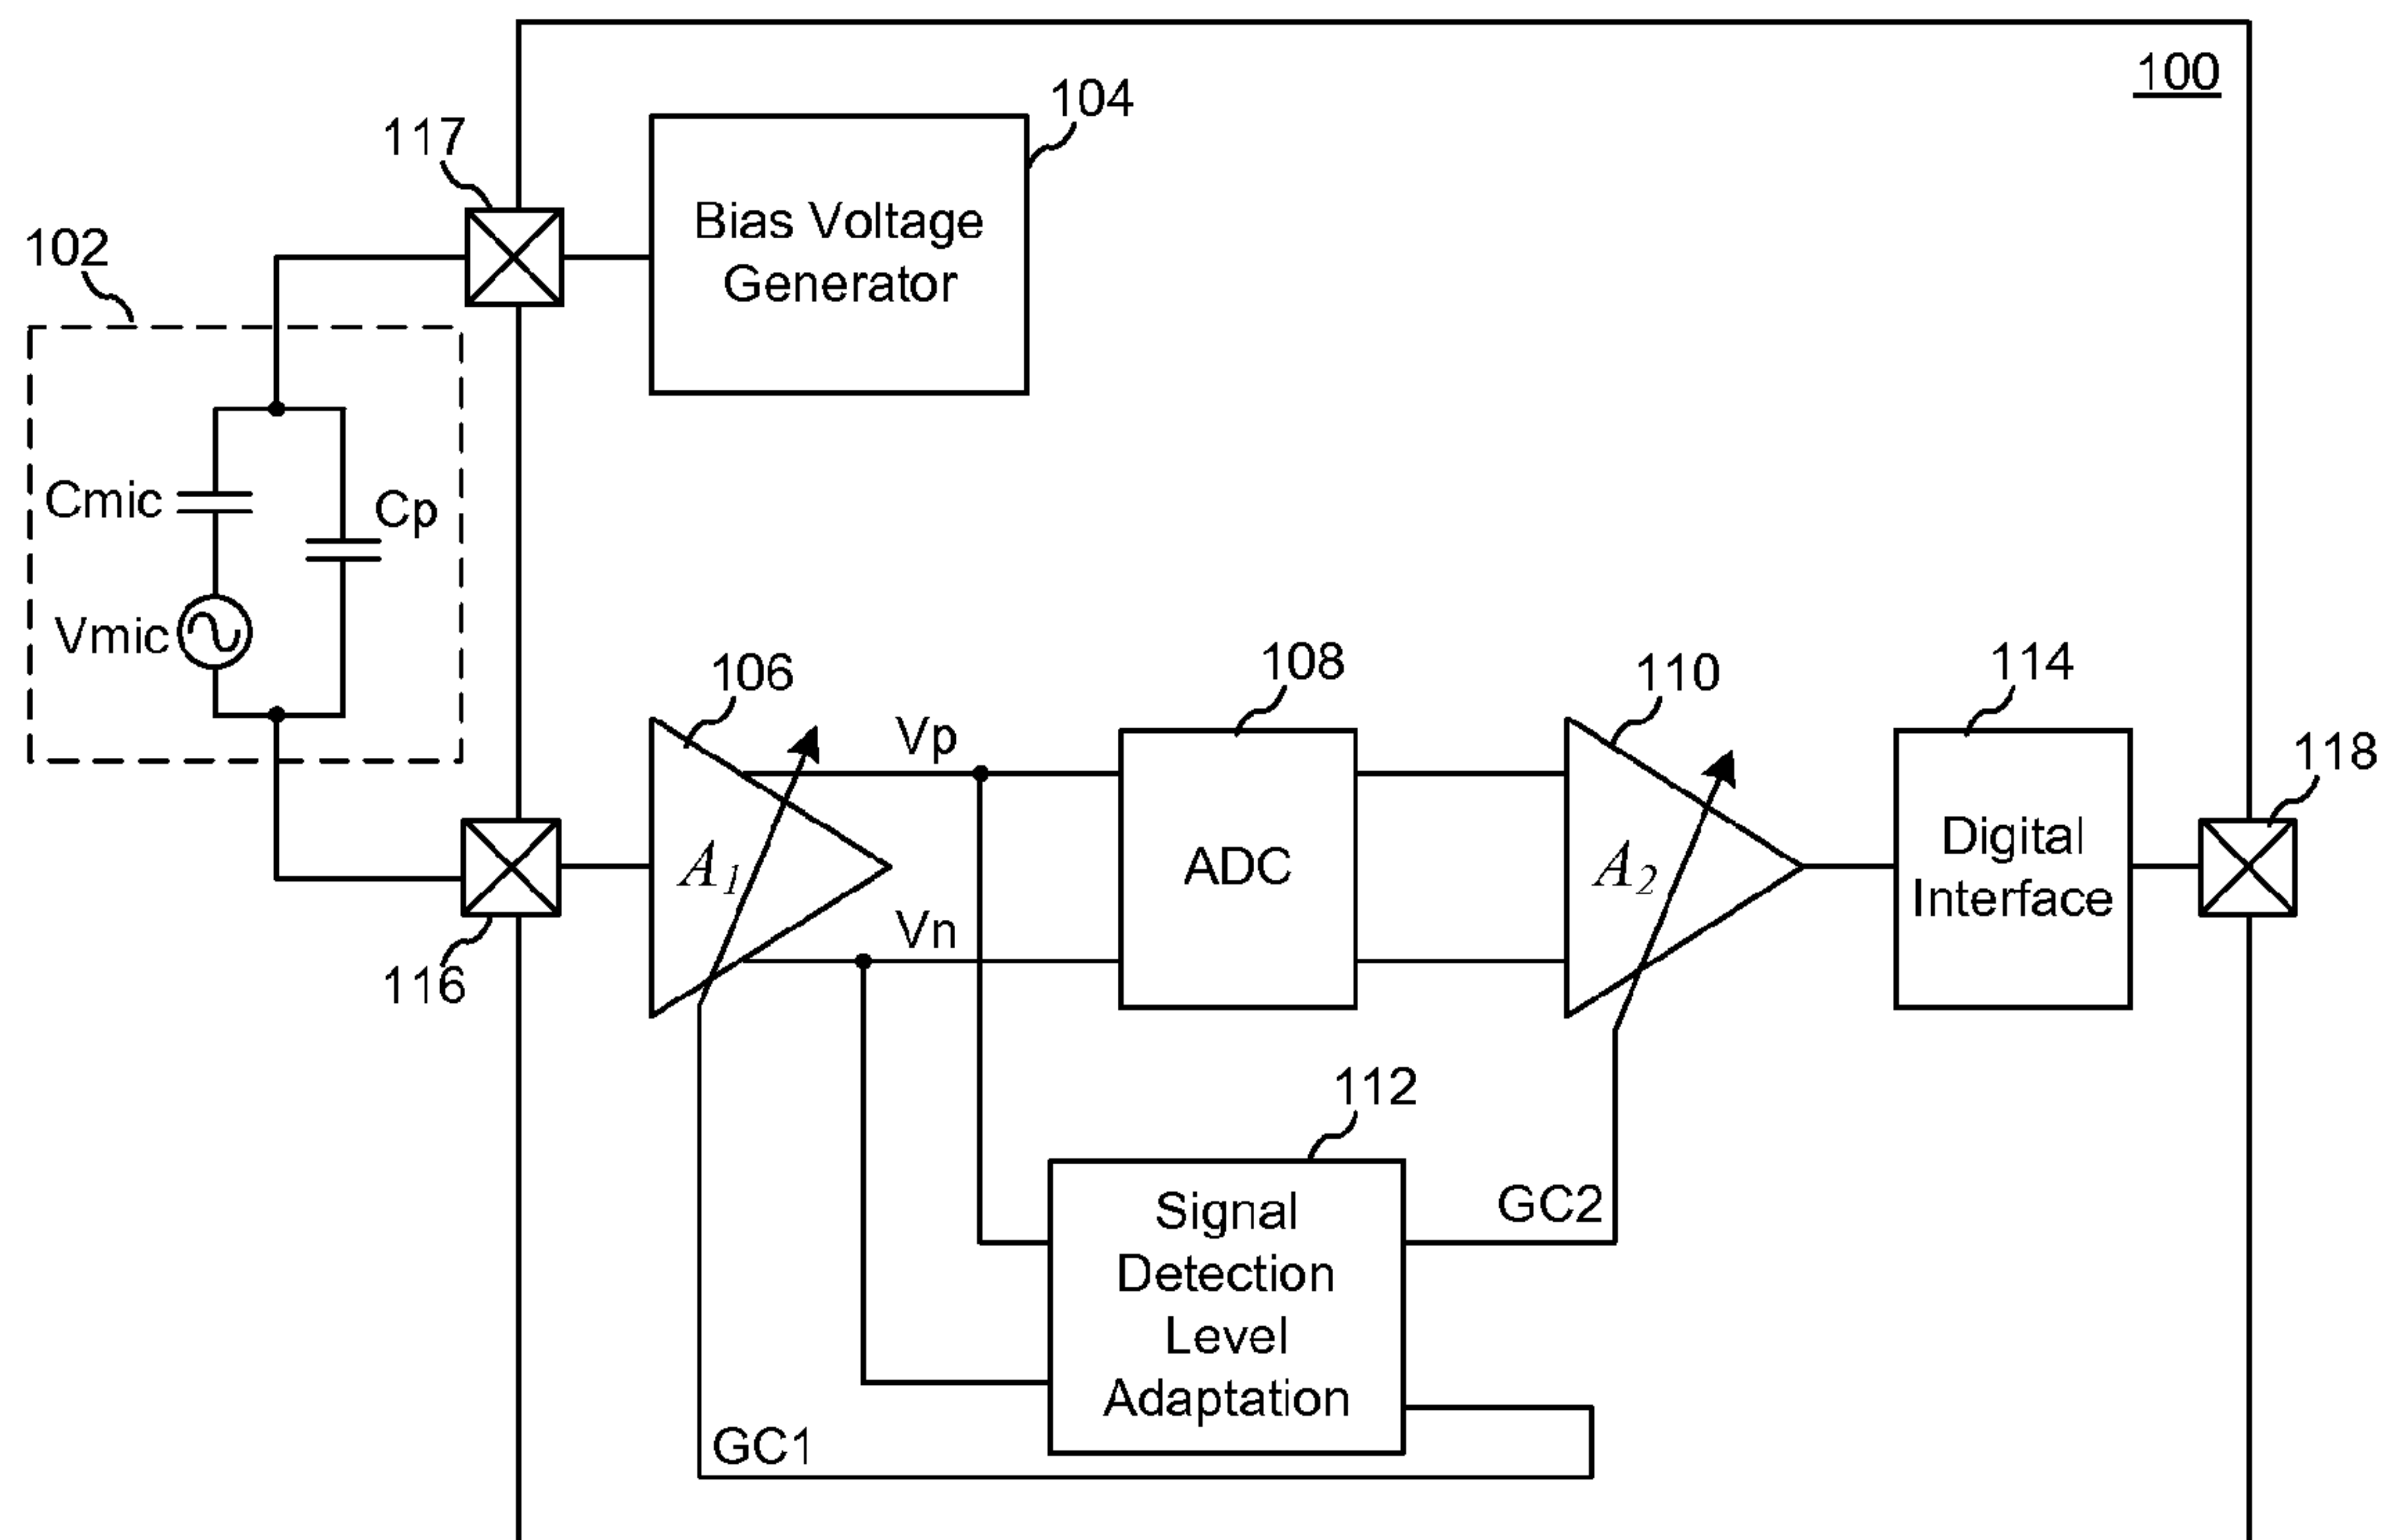 100
104
117
Bias Voltage
Generator
102
Cmic
Cp
Vmic
106
108
110
114
118
Vp
A1
ADC
A2
Digital
Interface
Vn
116
112
Signal
Detection
Level
Adaptation
GC2
GC1